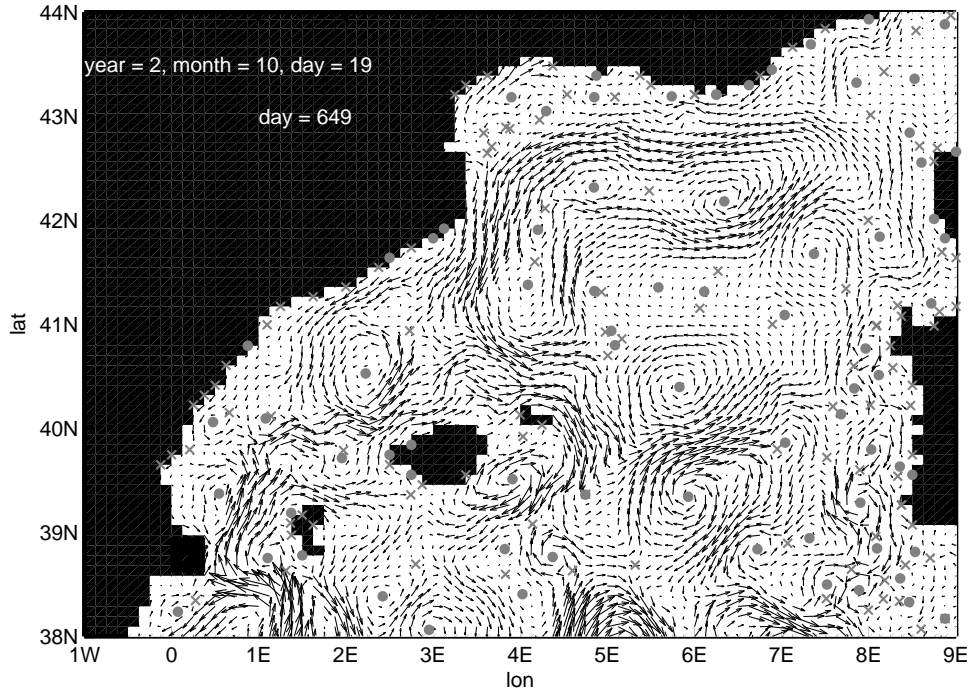 44N
year = 2, month = 10, day = 19
43N
day = 649
42N
lat
41N
40N
39N
38N
1W 0 1E 2E 3E 4E 5E 6E 7E 8E 9E
lon